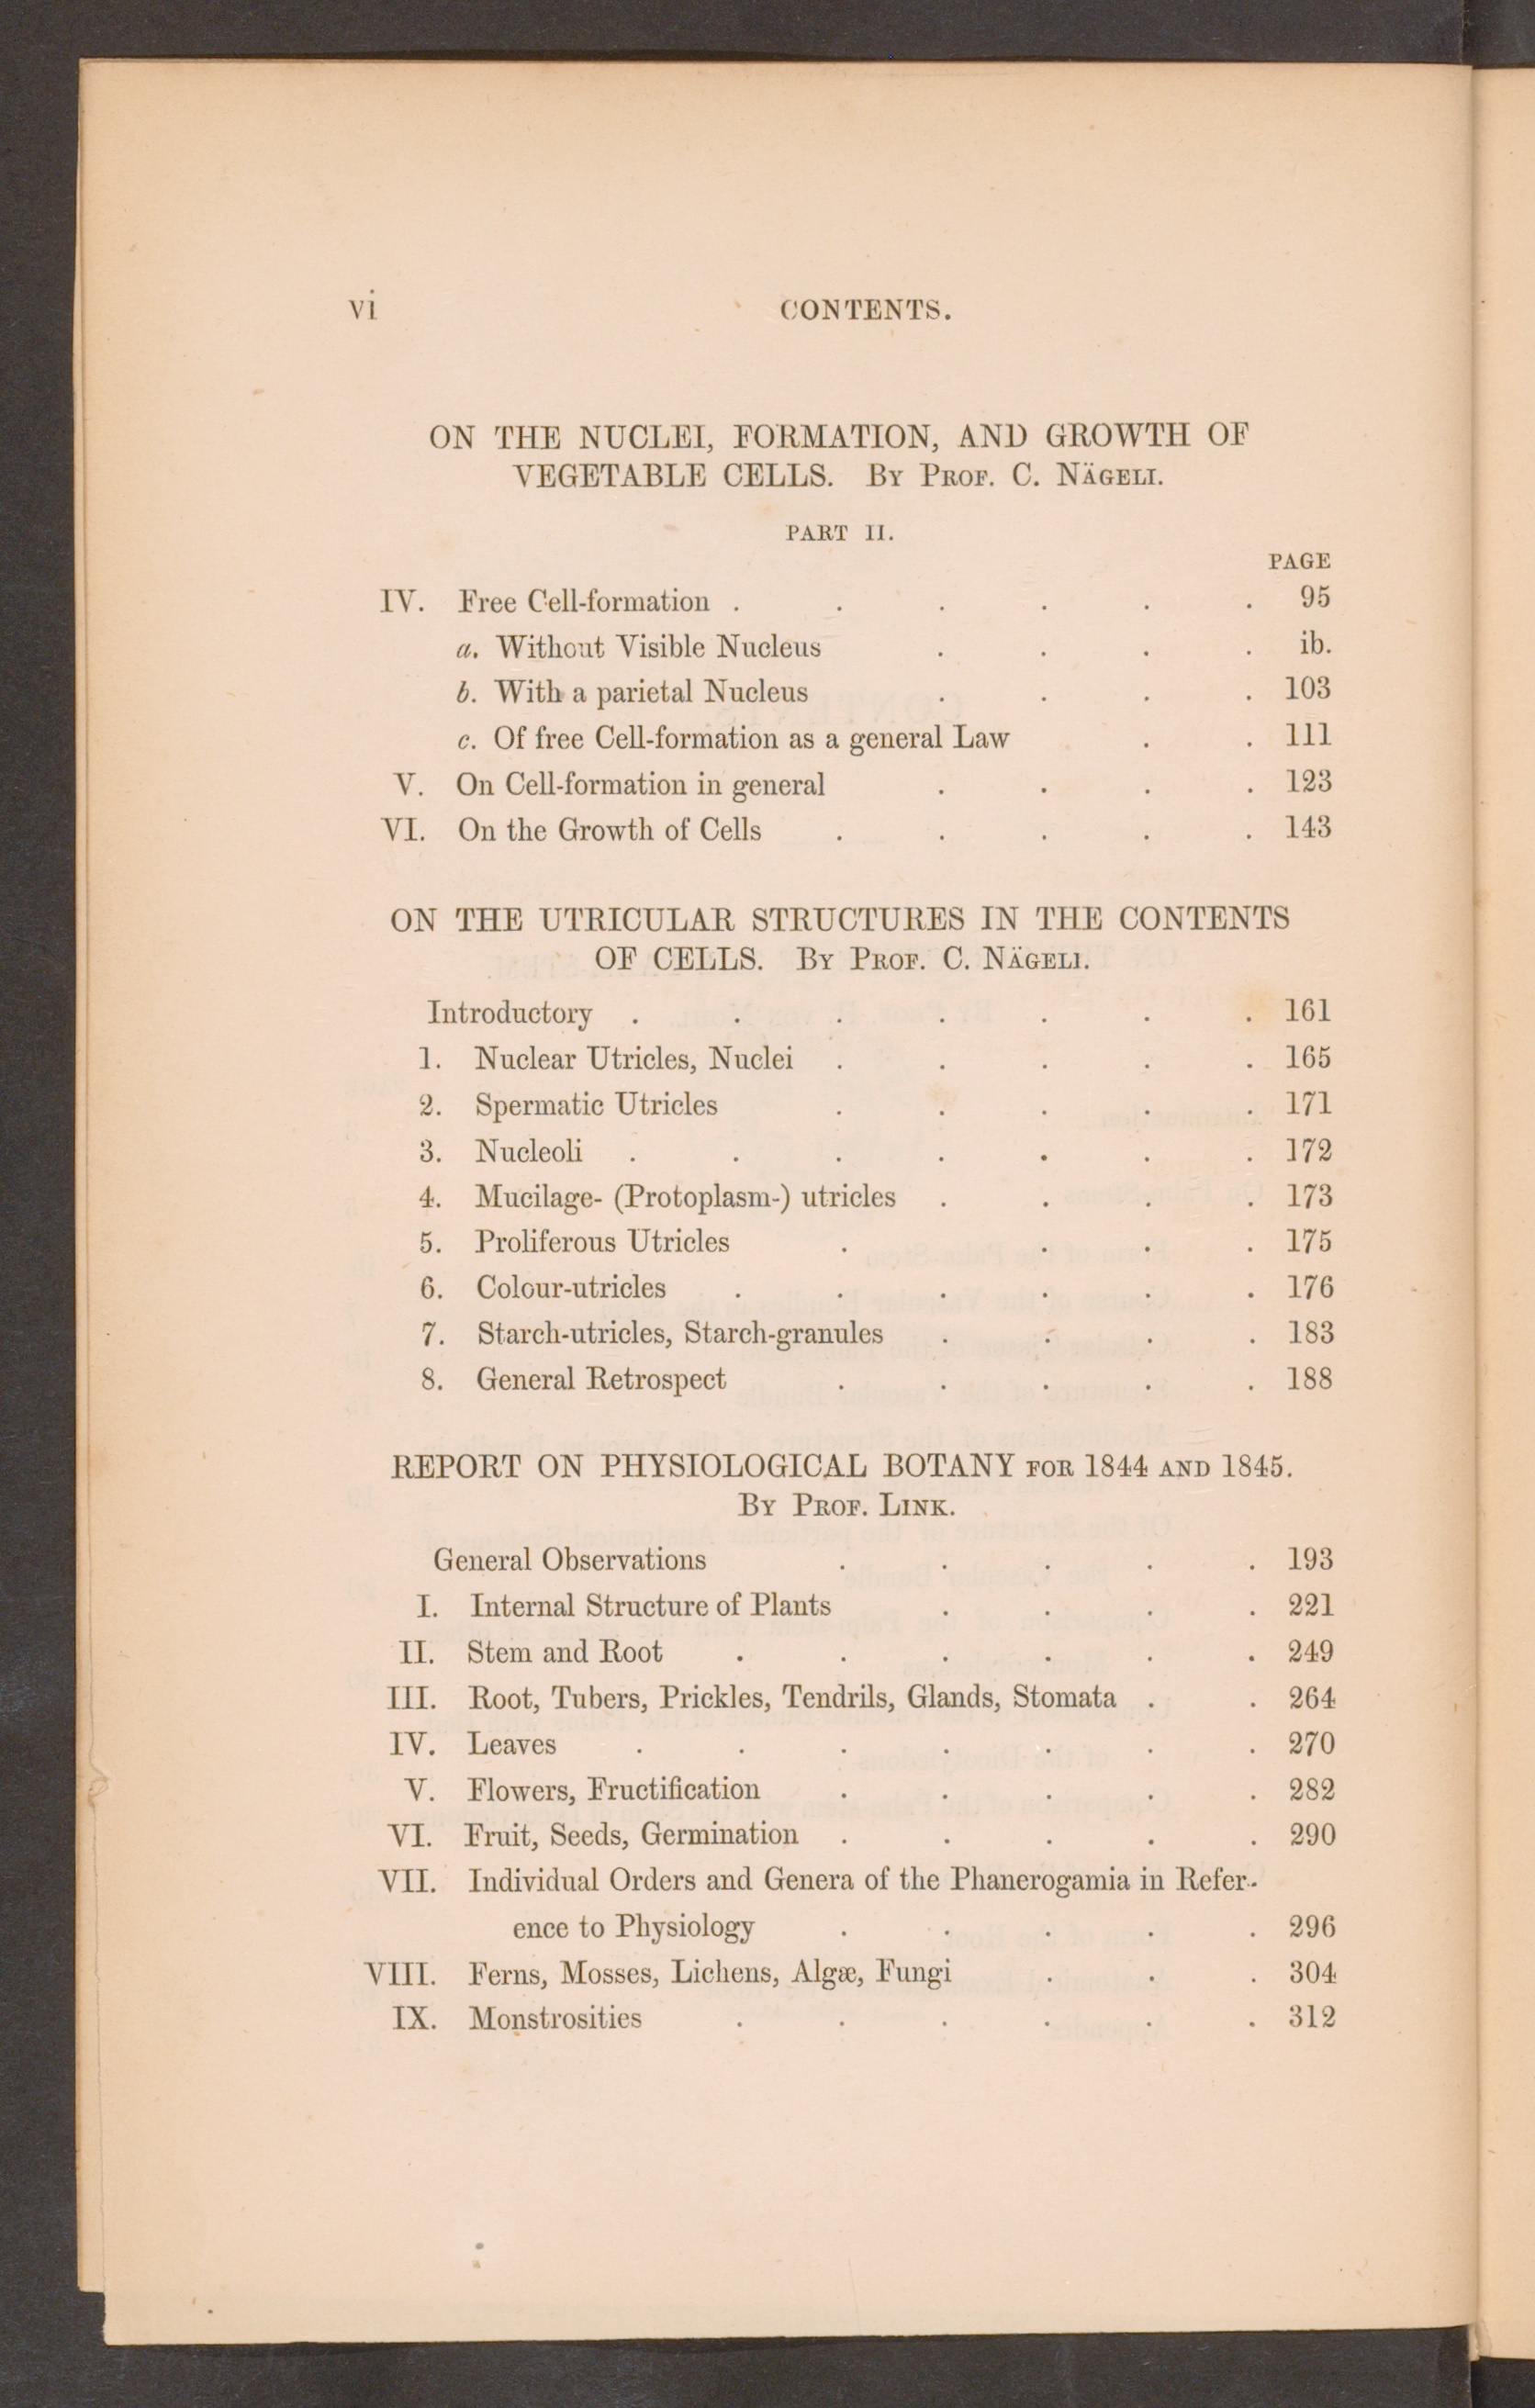 vi CONTENTS.
ON THE NUCLEI, FORMATION, AND GROWTH OF
VEGETABLE CELLS. By Prof. C. Nägeli.
PART II.
PAGE
IV. Free Cell-formation . . . . . . 95
a. Without Visible Nucleus . . . . ib.
b. With a parietal Nucleus . . . . 103
c. Of free Cell-formation as a general Law . . 111
V. On Cell-formation in general . . . . 123
VI. On the Growth of Cells . . . . . 143
ON THE UTRICULAR STRUCTURES IN THE CONTENTS
OF CELLS. By Prof. C. Nägeli.
Introductory . . . . . . . 161
1. Nuclear Utricles, Nuclei . . . . . 165
2. Spermatic Utricles . . . . . 171
3. Nucleoli . . . . . . . 172
4. Mucilage- (Protoplasm-) utricles . . . . 173
5. Proliferous Utricles . . . . 175
6. Colour-utricles . . . . . . 176
7. Starch-utricles, Starch-granules . . . . 183
8. General Retrospect . . . . . 188
REPORT ON PHYSIOLOGICAL BOTANY for 1844 and 1845.
By Prof. Link.
General Observations . . . . . 193
I. Internal Structure of Plants . . . . 221
II. Stem and Root . . . . . . 249
III. Root, Tubers, Prickles, Tendrils, Glands, Stomata . . 264
IV. Leaves . . . . . . . 270
V. Flowers, Fructification . . . . . 282
VI. Fruit, Seeds, Germination . . . . . 290
VII. Individual Orders and Genera of the Phanerogamia in Refer-
ence to Physiology . . . . . 296
VIII. Ferns, Mosses, Lichens, Algæ, Fungi . . . 304
IX. Monstrosities . . . . . . 312